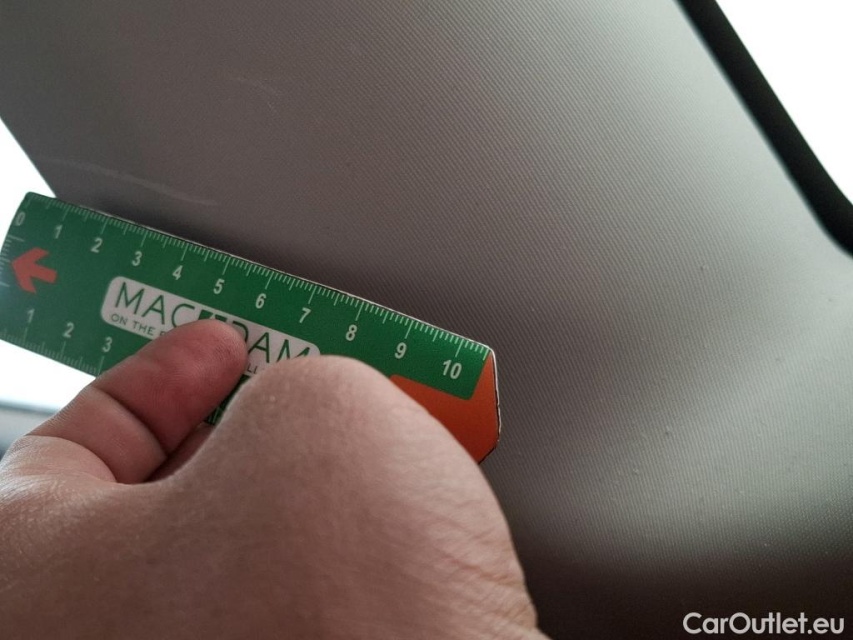 0 1 2 3 4 5 6 7 8 9 10
MAC
DAM
ON THE
1 2 3
CarOutlet.eu